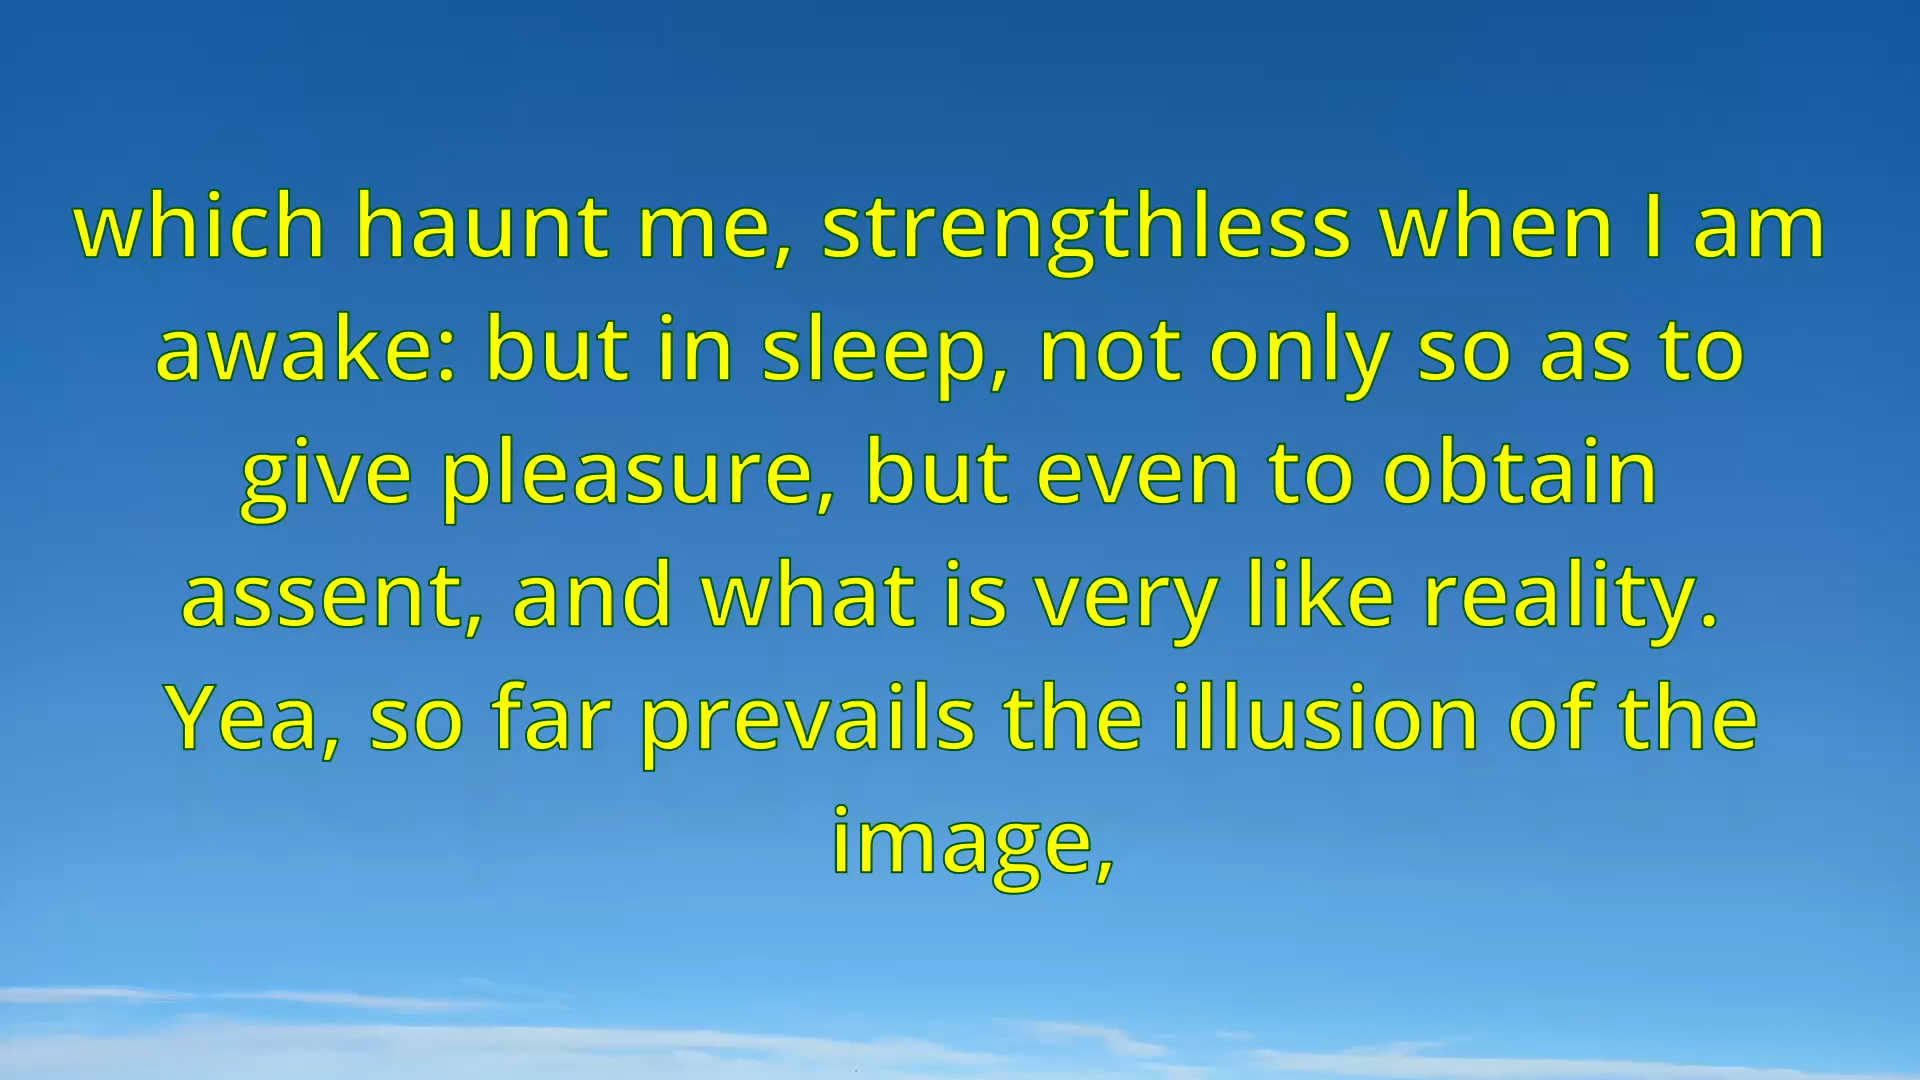 which haunt me, strengthless when I am
awake: but in sleep, not only so as to
give pleasure, but even to obtain
assent, and what is very like reality.
Yea, so far prevails the illusion of the
image,